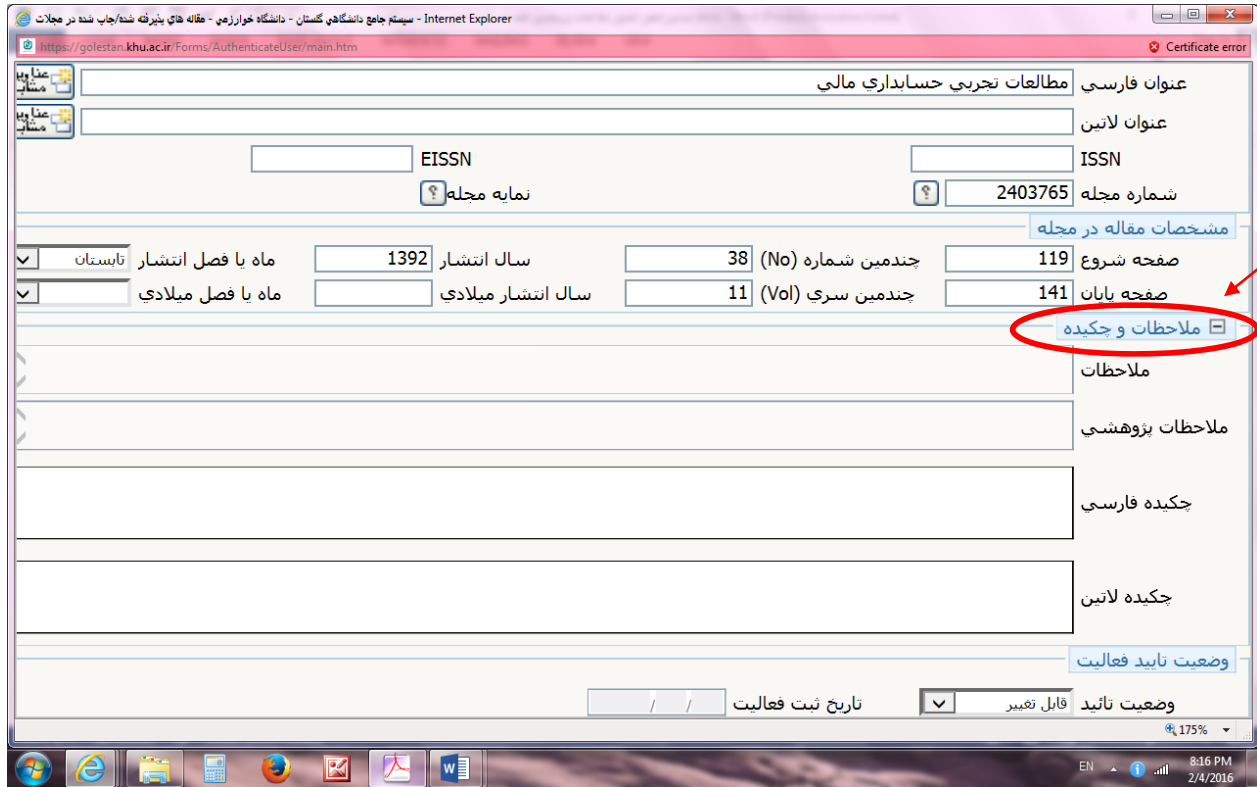 سيستم جامع دانشگاهي گلستان - دانشگاه خوارزمي - مقاله هاي پذيرفته شده/چاپ شده در مجلات - Internet Explorer
https://golestan.khu.ac.ir/Forms/AuthenticateUser/main.htm Certificate error
عنوان فارسي مطالعات تجربي حسابداري مالي عناوين مشاب
عنوان لاتين عناوين مشاب
ISSN EISSN
شماره مجله 2403765 ؟ نمايه مجله ؟
مشخصات مقاله در مجله
صفحه شروع 119 چندمين شماره (No) 38 سال انتشار 1392 ماه يا فصل انتشار تابستان
صفحه پايان 141 چندمين سري (Vol) 11 سال انتشار ميلادي ماه يا فصل ميلادي
ملاحظات و چكيده
ملاحظات
ملاحظات پژوهشي
چكيده فارسي
چكيده لاتين
وضعيت تاييد فعاليت
وضعيت تائيد قابل تغيير تاريخ ثبت فعاليت / /
175%
EN 8:16 PM
2/4/2016